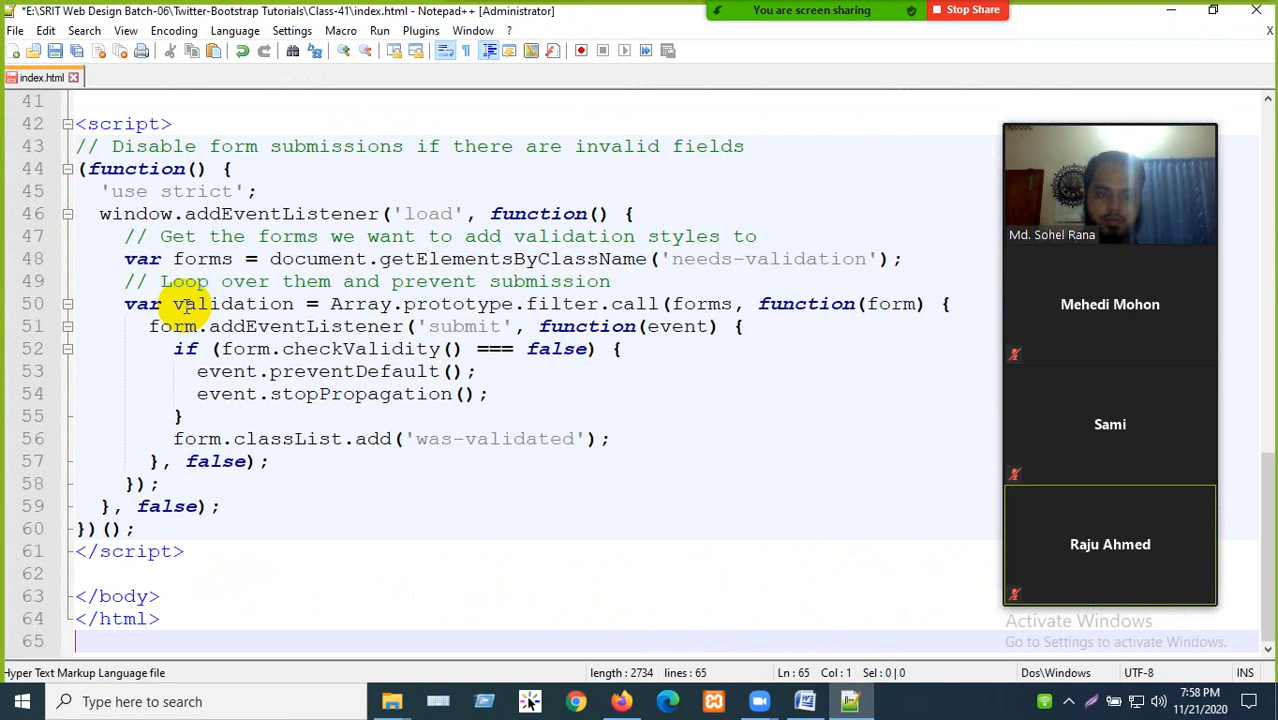 *E:\SRIT Web Design Batch-06\Twitter-Bootstrap Tutorials\Class-41\index.html - Notepad++ [Administrator]
You are screen sharing
Stop Share
File Edit Search View Encoding Language Settings Macro Run Plugins Window ?
X
index.html
41
42 <script>
43 // Disable form submissions if there are invalid fields
44 (function() {
45 'use strict';
46 window.addEventListener('load', function() {
47 // Get the forms we want to add validation styles to
48 var forms = document.getElementsByClassName('needs-validation');
49 // Loop over them and prevent submission
50 var validation = Array.prototype.filter.call(forms, function(form) {
51 form.addEventListener('submit', function(event) {
52 if (form.checkValidity() === false) {
53 event.preventDefault();
54 event.stopPropagation();
55 }
56 form.classList.add('was-validated');
57 }, false);
58 });
59 }, false);
60 })();
61 </script>
62
63 </body>
64 </html>
65
Md. Sohel Rana
Mehedi Mohon
Sami
Raju Ahmed
Activate Windows
Go to Settings to activate Windows.
Hyper Text Markup Language file length : 2734 lines : 65 Ln : 65 Col : 1 Sel : 0 | 0 Dos\Windows UTF-8 INS
Type here to search
7:58 PM
11/21/2020